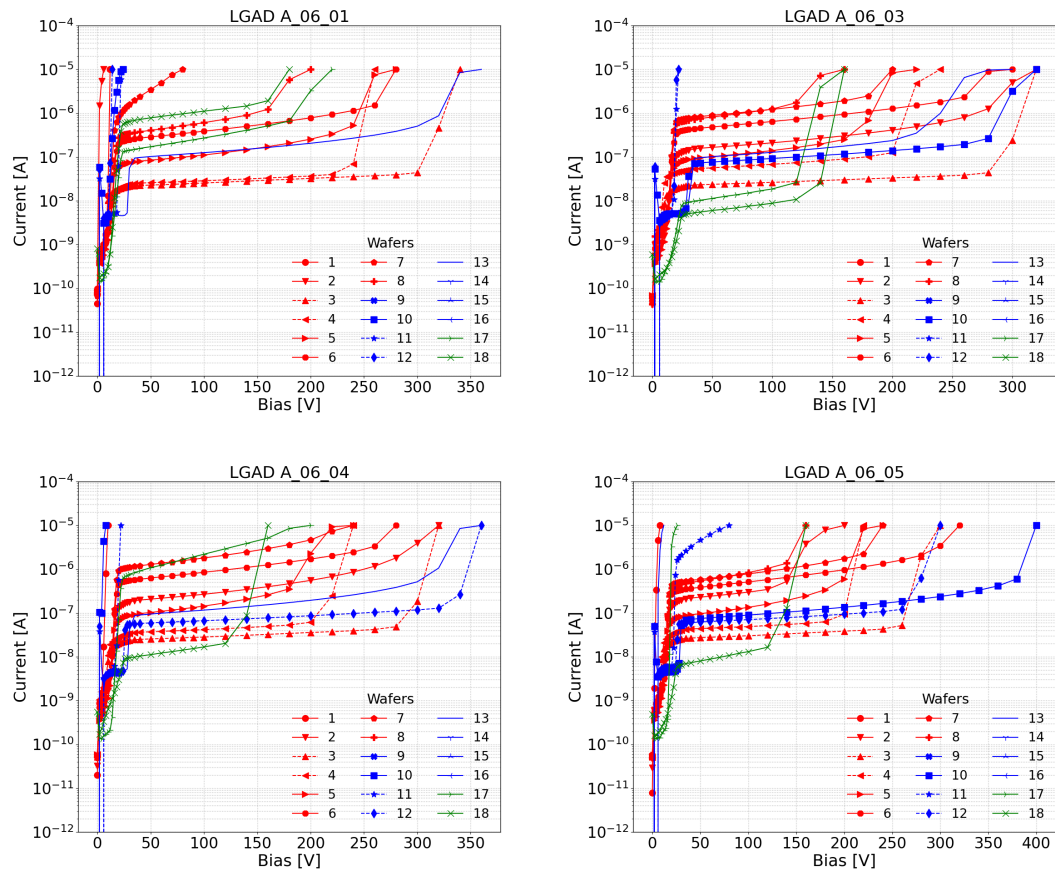 LGAD A_06_01
10⁻⁴
10⁻⁵
10⁻⁶
10⁻⁷
10⁻⁸
10⁻⁹
10⁻¹⁰
10⁻¹¹
10⁻¹²
Current [A]
0 50 100 150 200 250 300 350
Bias [V]
Wafers
1 7 13
2 8 14
3 9 15
4 10 16
5 11 17
6 12 18
LGAD A_06_03
10⁻⁴
10⁻⁵
10⁻⁶
10⁻⁷
10⁻⁸
10⁻⁹
10⁻¹⁰
10⁻¹¹
10⁻¹²
Current [A]
0 50 100 150 200 250 300
Bias [V]
Wafers
1 7 13
2 8 14
3 9 15
4 10 16
5 11 17
6 12 18
LGAD A_06_04
10⁻⁴
10⁻⁵
10⁻⁶
10⁻⁷
10⁻⁸
10⁻⁹
10⁻¹⁰
10⁻¹¹
10⁻¹²
Current [A]
0 50 100 150 200 250 300 350
Bias [V]
Wafers
1 7 13
2 8 14
3 9 15
4 10 16
5 11 17
6 12 18
LGAD A_06_05
10⁻⁴
10⁻⁵
10⁻⁶
10⁻⁷
10⁻⁸
10⁻⁹
10⁻¹⁰
10⁻¹¹
10⁻¹²
Current [A]
0 50 100 150 200 250 300 350 400
Bias [V]
Wafers
1 7 13
2 8 14
3 9 15
4 10 16
5 11 17
6 12 18